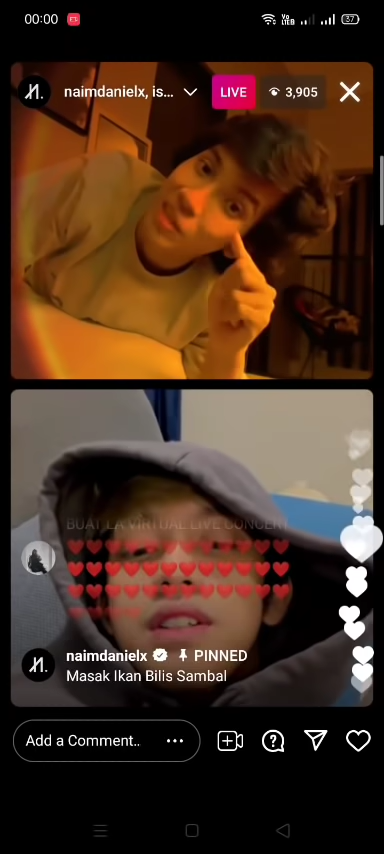 00:00
37
naimdanielx, is...
LIVE
3,905
BUAT LA VIRTUAL LIVE CONCERT
naimdanielx PINNED
Masak Ikan Bilis Sambal
Add a Comment..